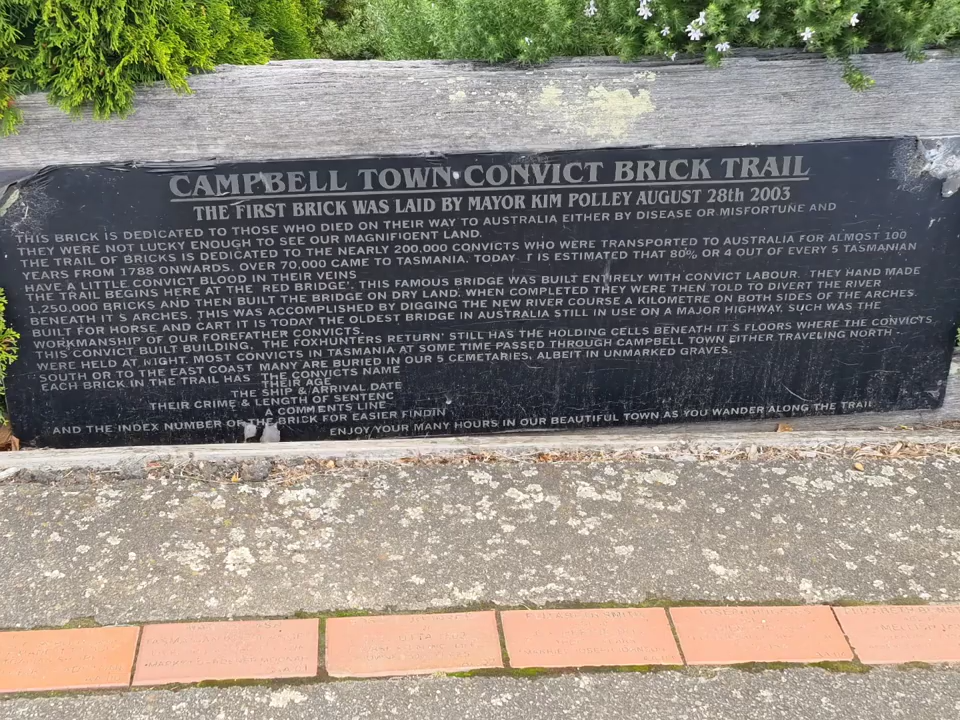 CAMPBELL TOWN CONVICT BRICK TRAIL
THE FIRST BRICK WAS LAID BY MAYOR KIM POLLEY AUGUST 28th 2003
THIS BRICK IS DEDICATED TO THOSE WHO DIED ON THEIR WAY TO AUSTRALIA EITHER BY DISEASE OR MISFORTUNE AND
THEY WERE NOT LUCKY ENOUGH TO SEE OUR MAGNIFICENT LAND.
THE TRAIL OF BRICKS IS DEDICATED TO THE NEARLY 200.000 CONVICTS WHO WERE TRANSPORTED TO AUSTRALIA FOR ALMOST 100
YEARS FROM 1788 ONWARDS. OVER 70,000 CAME TO TASMANIA. TODAY T IS ESTIMATED THAT 80% OR 4 OUT OF EVERY 5 TASMANIAN
HAVE A LITTLE CONVICT BLOOD IN THEIR VEINS
THE TRAIL BEGINS HERE AT THE 'RED BRIDGE'. THIS FAMOUS BRIDGE WAS BUILT ENTIRELY WITH CONVICT LABOUR. THEY HAND MADE
1,250,000 BRICKS AND THEN BUILT THE BRIDGE ON DRY LAND. WHEN COMPLETED THEY WERE THEN TOLD TO DIVERT THE RIVER
BENEATH IT'S ARCHES. THIS WAS ACCOMPLISHED BY DIGGING THE NEW RIVER COURSE A KILOMETRE ON BOTH SIDES OF THE ARCHES.
BUILT FOR HORSE AND CART IT IS TODAY THE OLDEST BRIDGE IN AUSTRALIA STILL IN USE ON A MAJOR HIGHWAY. SUCH WAS THE
WORKMANSHIP OF OUR FOREFATHER CONVICTS.
THIS CONVICT BUILT BUILDING, 'THE FOXHUNTERS RETURN' STILL HAS THE HOLDING CELLS BENEATH IT'S FLOORS WHERE THE CONVICTS
WERE HELD AT NIGHT. MOST CONVICTS IN TASMANIA AT SOME TIME PASSED THROUGH CAMPBELL TOWN EITHER TRAVELING NORTH -
SOUTH OR TO THE EAST COAST MANY ARE BURIED IN OUR 5 CEMETARIES, ALBEIT IN UNMARKED GRAVES.
EACH BRICK IN THE TRAIL HAS THE CONVICTS NAME
THEIR AGE
THE SHIP & ARRIVAL DATE
THEIR CRIME & LENGTH OF SENTENC
A COMMENTS LINE
AND THE INDEX NUMBER OF THE BRICK FOR EASIER FINDIN
ENJOY YOUR MANY HOURS IN OUR BEAUTIFUL TOWN AS YOU WANDER ALONG THE TRAIL